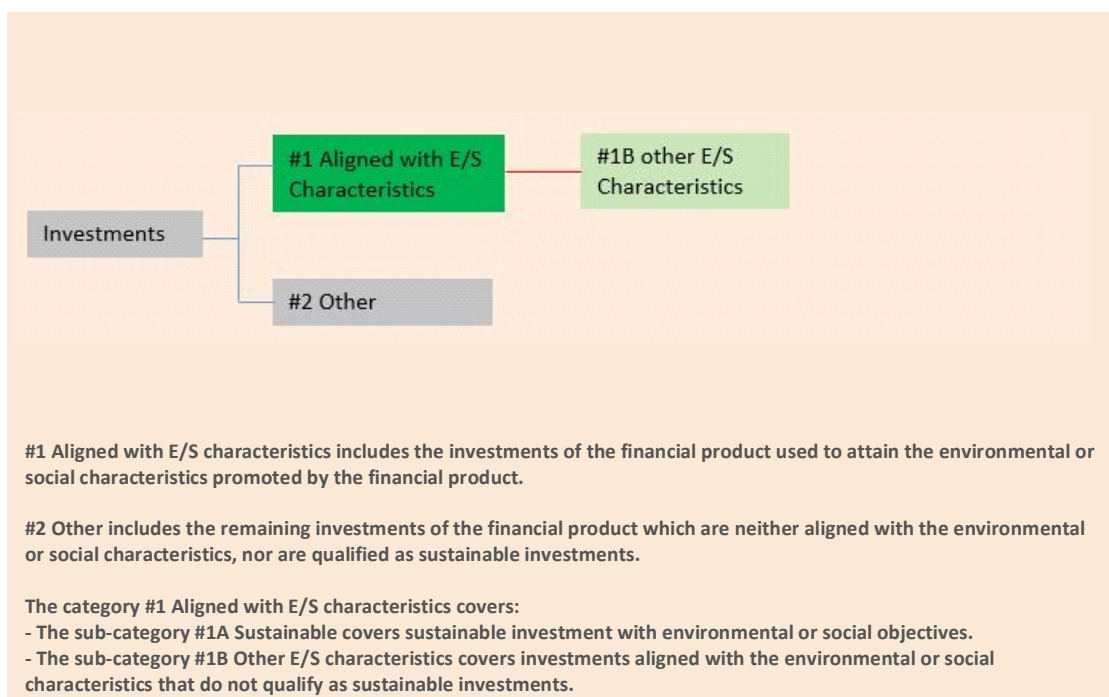 #1 Aligned with E/S
Characteristics
#1B other E/S
Characteristics
Investments
#2 Other
#1 Aligned with E/S characteristics includes the investments of the financial product used to attain the environmental or
social characteristics promoted by the financial product.
#2 Other includes the remaining investments of the financial product which are neither aligned with the environmental
or social characteristics, nor are qualified as sustainable investments.
The category #1 Aligned with E/S characteristics covers:
- The sub-category #1A Sustainable covers sustainable investment with environmental or social objectives.
- The sub-category #1B Other E/S characteristics covers investments aligned with the environmental or social
characteristics that do not qualify as sustainable investments.